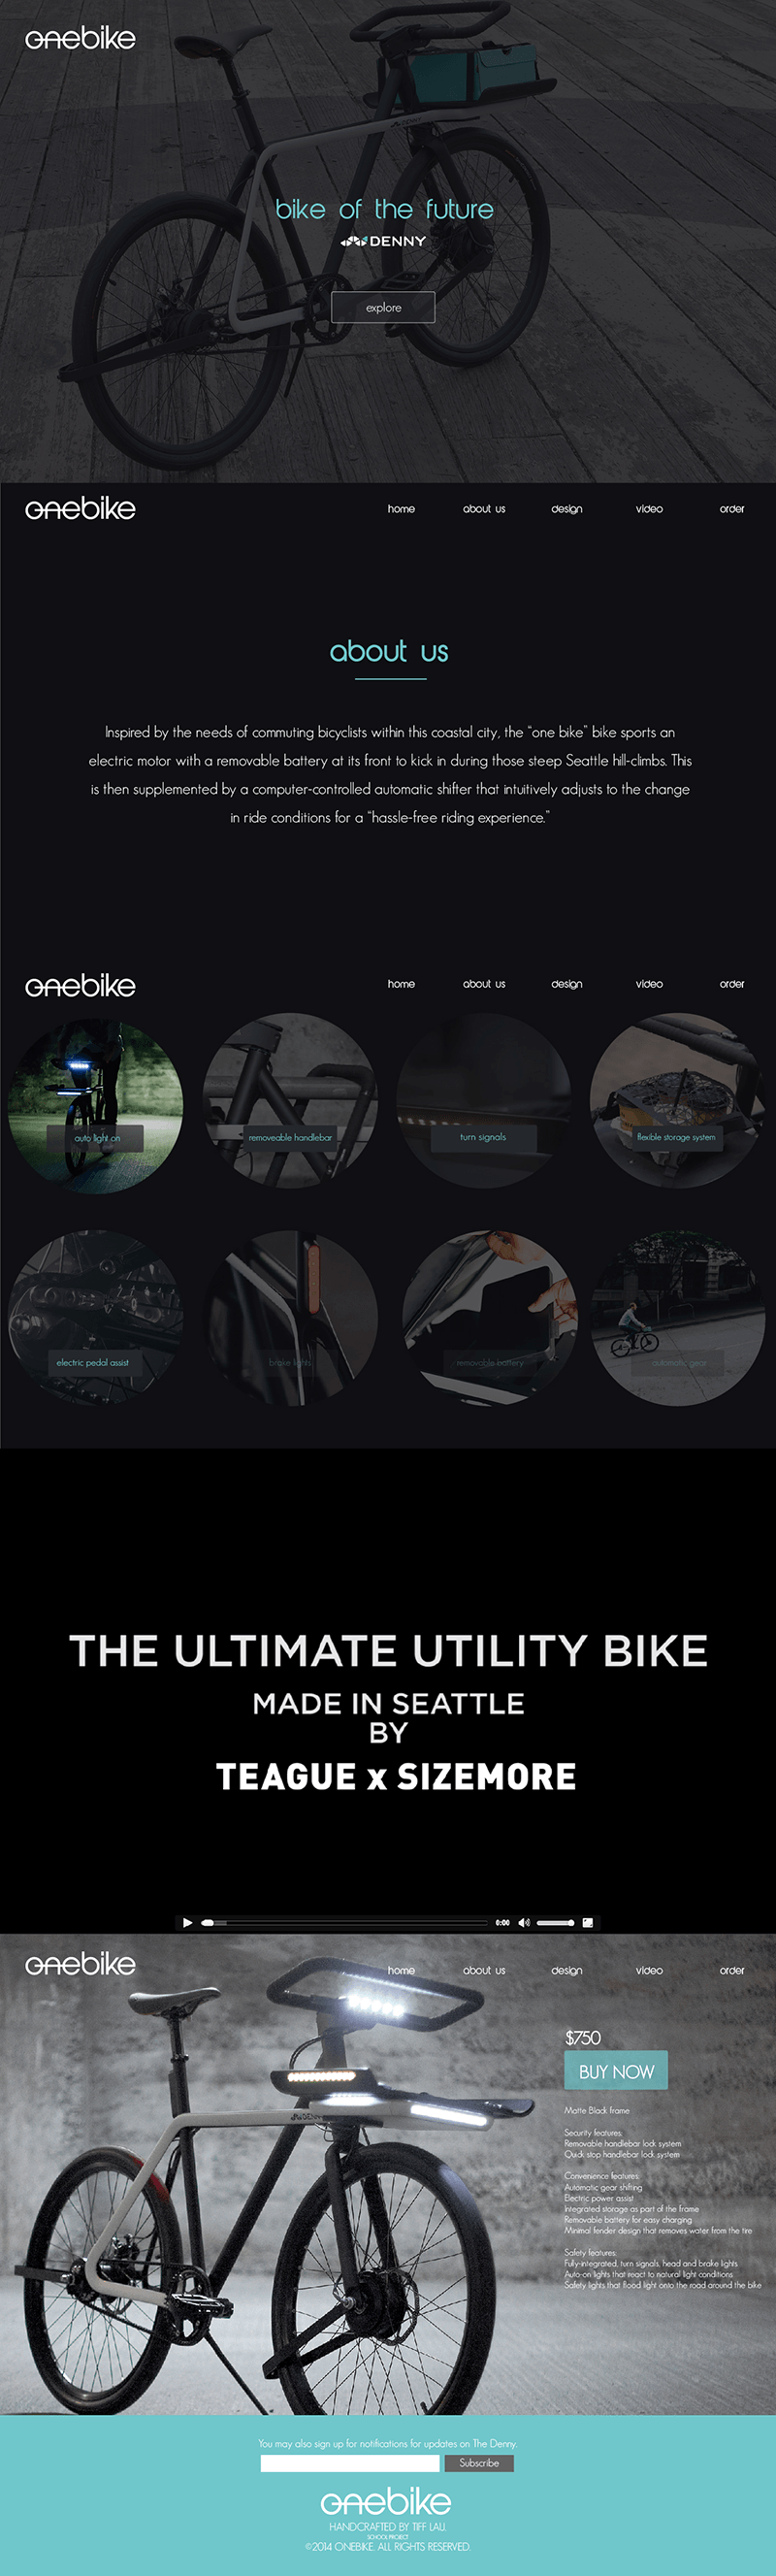 onebike
bike of the future
DENNY
explore
onebike
home about us design video order
about us
Inspired by the needs of commuting bicyclists within this coastal city, the “one bike” bike sports an
electric motor with a removable battery at its front to kick in during those steep Seattle hill-climbs. This
is then supplemented by a computer-controlled automatic shifter that intuitively adjusts to the change
in ride conditions for a “hassle-free riding experience.”
onebike
home about us design video order
auto light on
removeable handlebar
turn signals
flexible storage system
electric pedal assist
brake lights
removable battery
automatic gear
THE ULTIMATE UTILITY BIKE
MADE IN SEATTLE
BY
TEAGUE x SIZEMORE
0:00
onebike
home about us design video order
DENNY
$750
BUY NOW
Matte Black frame
Security features:
Removable handlebar lock system
Quick stop handlebar lock system
Convenience features:
Automatic gear shifting
Electric power assist
Integrated storage as part of the frame
Removable battery for easy charging
Minimal fender design that removes water from the tire
Safety features:
Fully-integrated, turn signals, head and brake lights
Auto-on lights that react to natural light conditions
Safety lights that flood light onto the road around the bike
You may also sign up for notifications for updates on The Denny.
Subscribe
onebike
HANDCRAFTED BY TIFF LAU.
SCHOOL PROJECT
©2014 ONEBIKE. ALL RIGHTS RESERVED.